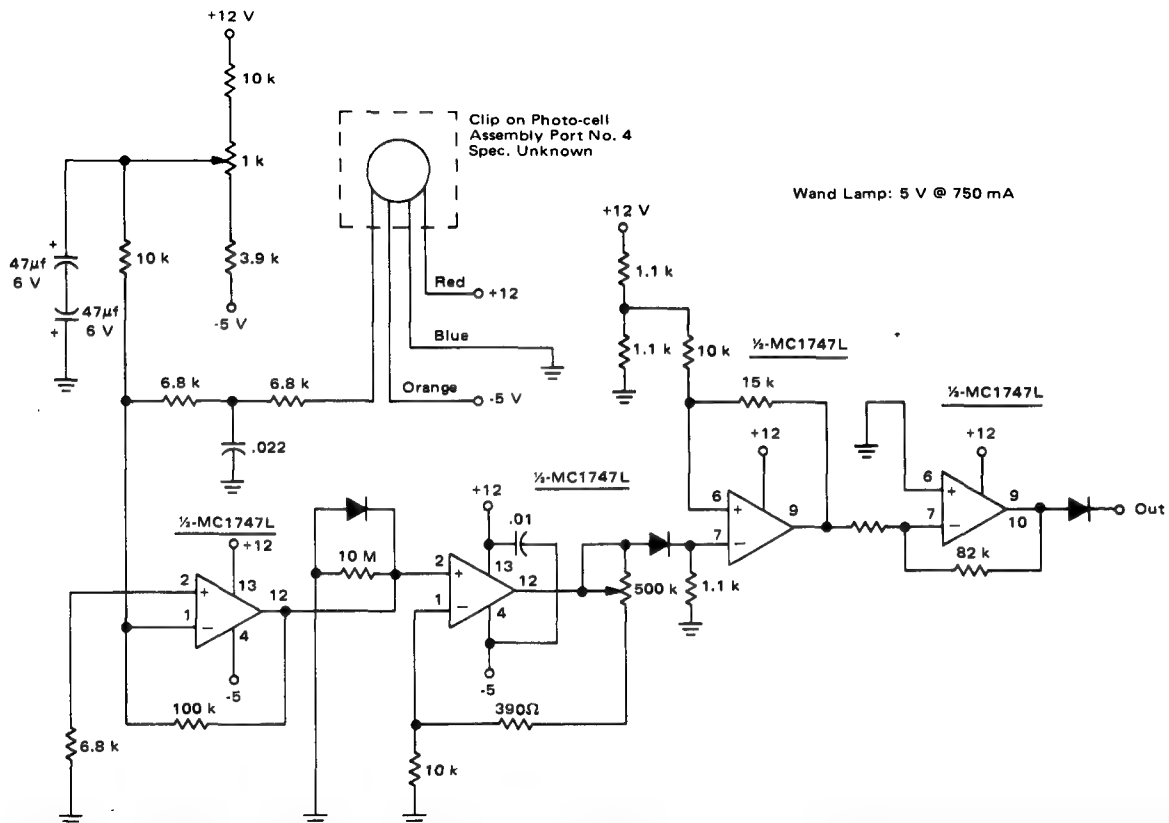 +12 V
10 k
1 k
3.9 k
-5 V
10 k
+
47µf
6 V
47µf
6 V
+
Clip on Photo-cell
Assembly Port No. 4
Spec. Unknown
Red
+12
Blue
Orange
-5 V
Wand Lamp: 5 V @ 750 mA
6.8 k
6.8 k
.022
½-MC1747L
+12
2
+
13
12
1
−
4
-5
100 k
6.8 k
10 M
½-MC1747L
+12
.01
2
+
13
12
1
−
4
-5
390Ω
10 k
500 k
1.1 k
+12 V
1.1 k
1.1 k
10 k
½-MC1747L
15 k
+12
6
+
9
7
−
½-MC1747L
+12
6
+
9
7
−
10
82 k
Out